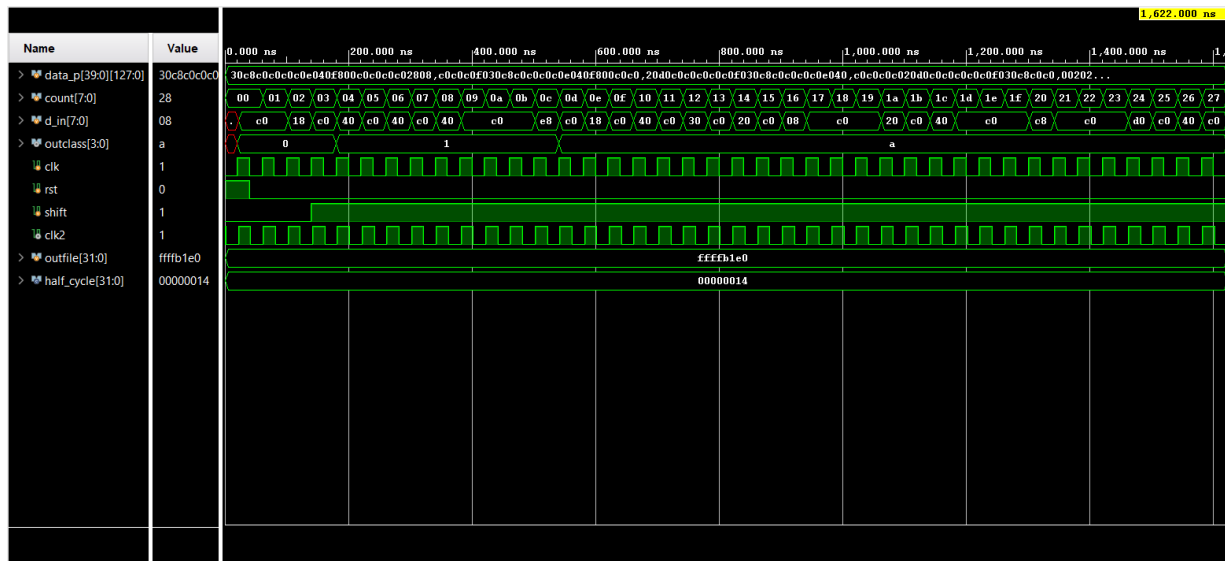 1,622.000 ns
Name Value
0.000 ns 200.000 ns 400.000 ns 600.000 ns 800.000 ns 1,000.000 ns 1,200.000 ns 1,400.000 ns 1,
data_p[39:0][127:0] 30c8c0c0c0 30c8c0c0c0c0e040f800c0c0c0c02808,c0c0c0f030c8c0c0c0c0e040f800c0c0,20d0c0c0c0c0c0f030c8c0c0c0c0e040,c0c0c0c020d0c0c0c0c0c0f030c8c0c0,00202...
count[7:0] 28 00 01 02 03 04 05 06 07 08 09 0a 0b 0c 0d 0e 0f 10 11 12 13 14 15 16 17 18 19 1a 1b 1c 1d 1e 1f 20 21 22 23 24 25 26 27
d_in[7:0] 08 . c0 18 c0 40 c0 40 c0 40 c0 e8 c0 18 c0 40 c0 30 c0 20 c0 08 c0 20 c0 40 c0 c8 c0 d0 c0 40 c0
outclass[3:0] a 0 1 a
clk 1
rst 0
shift 1
clk2 1
outfile[31:0] ffffb1e0 ffffb1e0
half_cycle[31:0] 00000014 00000014